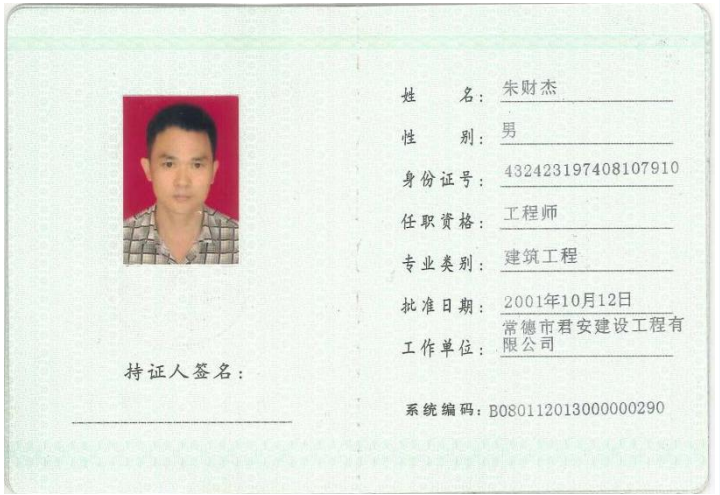 姓 名: 朱财杰
性 别: 男
身份证号: 432423197408107910
任职资格: 工程师
专业类别: 建筑工程
批准日期: 2001年10月12日
工作单位: 常德市君安建设工程有
限公司
持证人签名:
系统编码: B080112013000000290